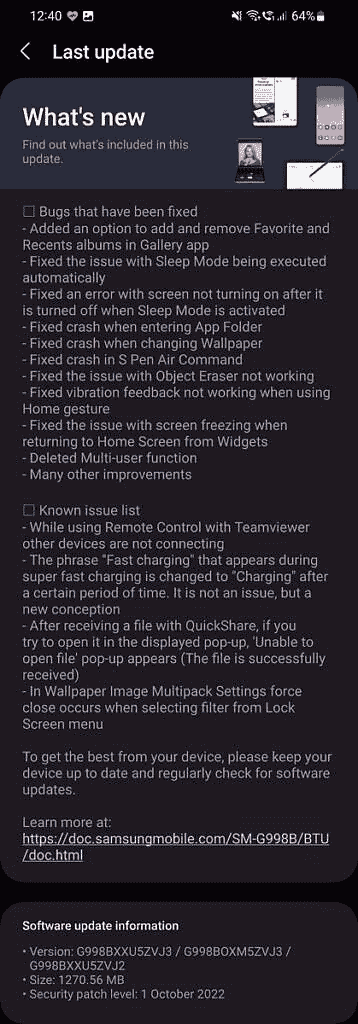 12:40
64%
Last update
What's new
Find out what's included in this
update.
☐ Bugs that have been fixed
- Added an option to add and remove Favorite and
Recents albums in Gallery app
- Fixed the issue with Sleep Mode being executed
automatically
- Fixed an error with screen not turning on after it
is turned off when Sleep Mode is activated
- Fixed crash when entering App Folder
- Fixed crash when changing Wallpaper
- Fixed crash in S Pen Air Command
- Fixed the issue with Object Eraser not working
- Fixed vibration feedback not working when using
Home gesture
- Fixed the issue with screen freezing when
returning to Home Screen from Widgets
- Deleted Multi-user function
- Many other improvements
☐ Known issue list
- While using Remote Control with Teamviewer
other devices are not connecting
- The phrase "Fast charging" that appears during
super fast charging is changed to "Charging" after
a certain period of time. It is not an issue, but a
new conception
- After receiving a file with QuickShare, if you
try to open it in the displayed pop-up, 'Unable to
open file' pop-up appears (The file is successfully
received)
- In Wallpaper Image Multipack Settings force
close occurs when selecting filter from Lock
Screen menu
To get the best from your device, please keep your
device up to date and regularly check for software
updates.
Learn more at:
https://doc.samsungmobile.com/SM-G998B/BTU
/doc.html
Software update information
• Version: G998BXXU5ZVJ3 / G998BOXM5ZVJ3 /
G998BXXU5ZVJ2
• Size: 1270.56 MB
• Security patch level: 1 October 2022